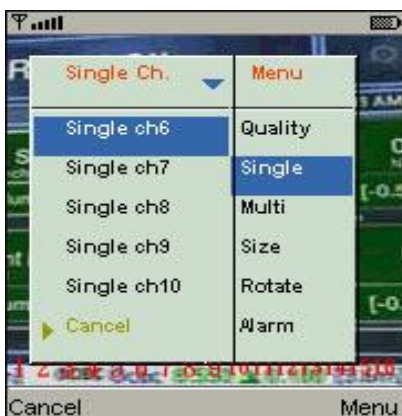 Single Ch. Menu
Single ch6 Quality
Single ch7 Single
Single ch8 Multi
Single ch9 Size
Single ch10 Rotate
Cancel Alarm
Cancel Menu